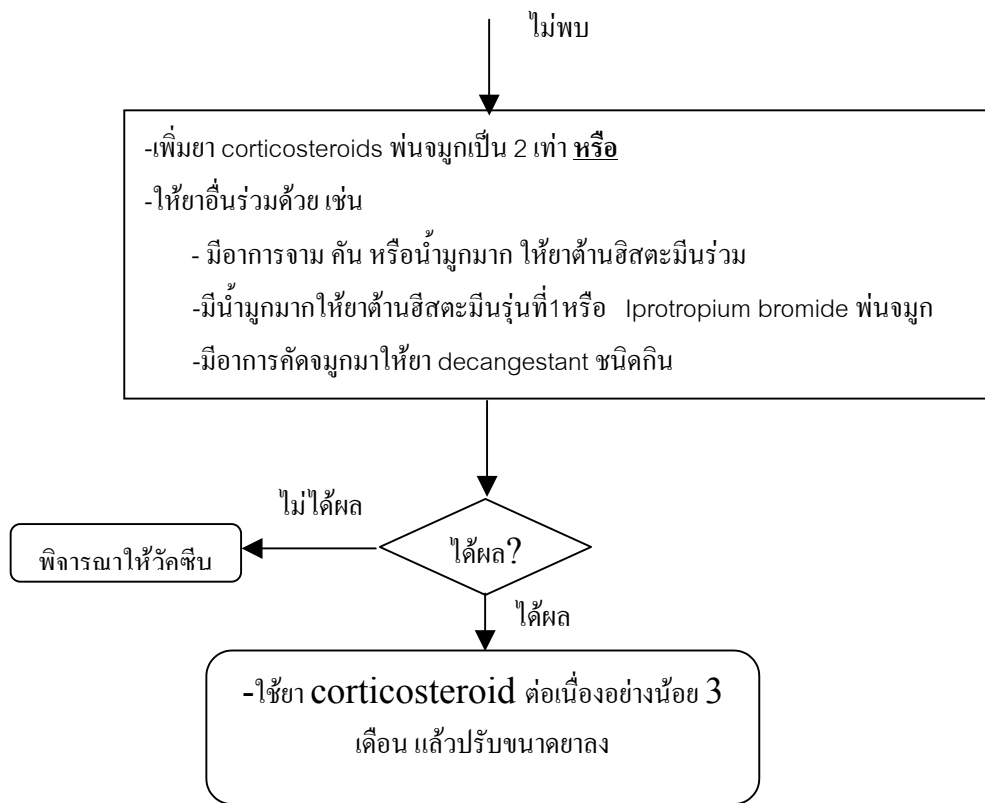 ไม่พบ
-เพิ่มยา corticosteroids พ่นจมูกเป็น 2 เท่า หรือ
-ให้ยาอื่นร่วมด้วย เช่น
- มีอาการจาม คัน หรือน้ำมูกมาก ให้ยาต้านฮิสตะมีนร่วม
-มีน้ำมูกมากให้ยาต้านฮีสตะมีนรุ่นที่1หรือ Iprotropium bromide พ่นจมูก
-มีอาการคัดจมูกมาให้ยา decangestant ชนิดกิน
ไม่ได้ผล
พิจารณาให้วัคซีน
ได้ผล?
ได้ผล
-ใช้ยา corticosteroid ต่อเนื่องอย่างน้อย 3
เดือน แล้วปรับขนาดยาลง